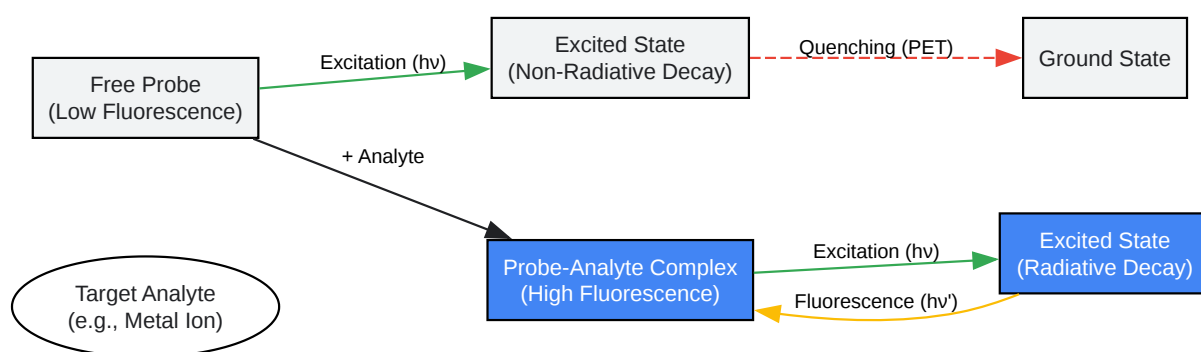 Free Probe
(Low Fluorescence)
Excitation (hν)
Excited State
(Non-Radiative Decay)
Quenching (PET)
Ground State
+ Analyte
Target Analyte
(e.g., Metal Ion)
Probe-Analyte Complex
(High Fluorescence)
Excitation (hν)
Fluorescence (hν')
Excited State
(Radiative Decay)